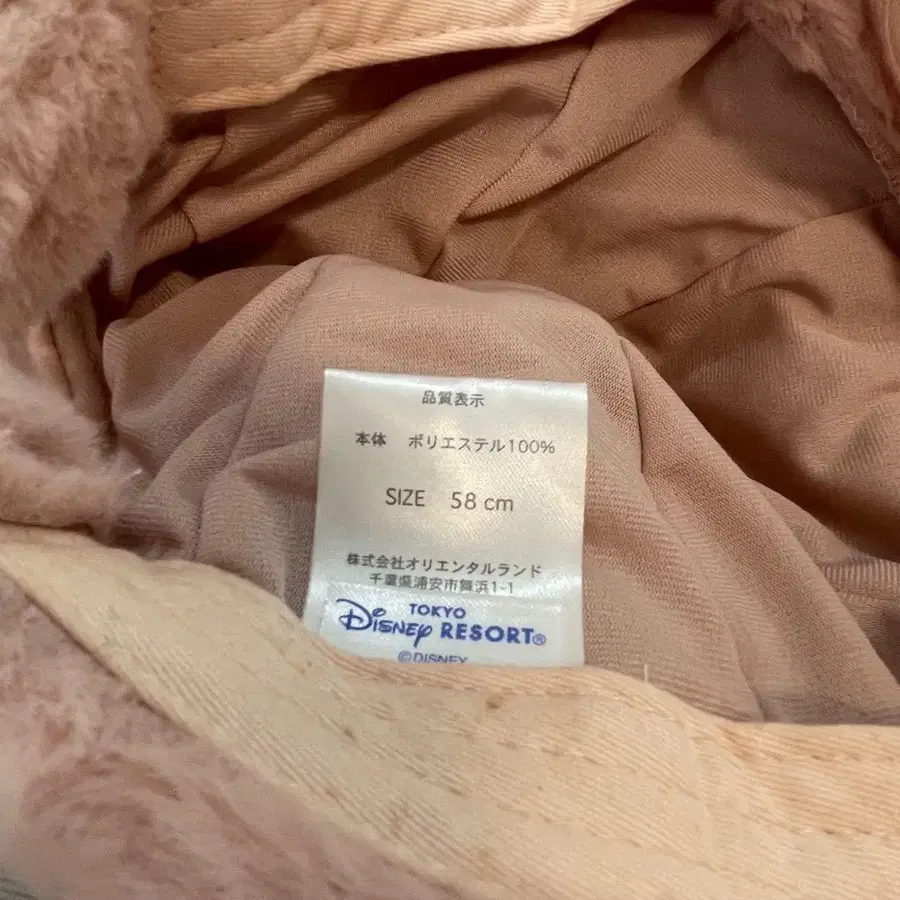 品質表示
本体 ポリエステル100%
SIZE 58 cm
株式会社オリエンタルランド
千葉県浦安市舞浜1-1
TOKYO
DISNEY RESORT®
©DISNEY